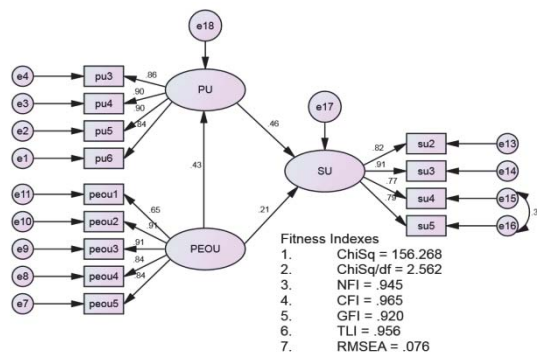 e18
e4
pu3
.86
e3
pu4
.90
e2
pu5
.90
e1
pu6
.84
PU
.46
e17
SU
.43
.21
.82
su2
e13
.91
su3
e14
.77
su4
e15
.79
su5
e16
.3
e11
peou1
.65
e10
peou2
.91
e9
peou3
.91
e8
peou4
.84
e7
peou5
.84
PEOU
Fitness Indexes
1. ChiSq = 156.268
2. ChiSq/df = 2.562
3. NFI = .945
4. CFI = .965
5. GFI = .920
6. TLI = .956
7. RMSEA = .076